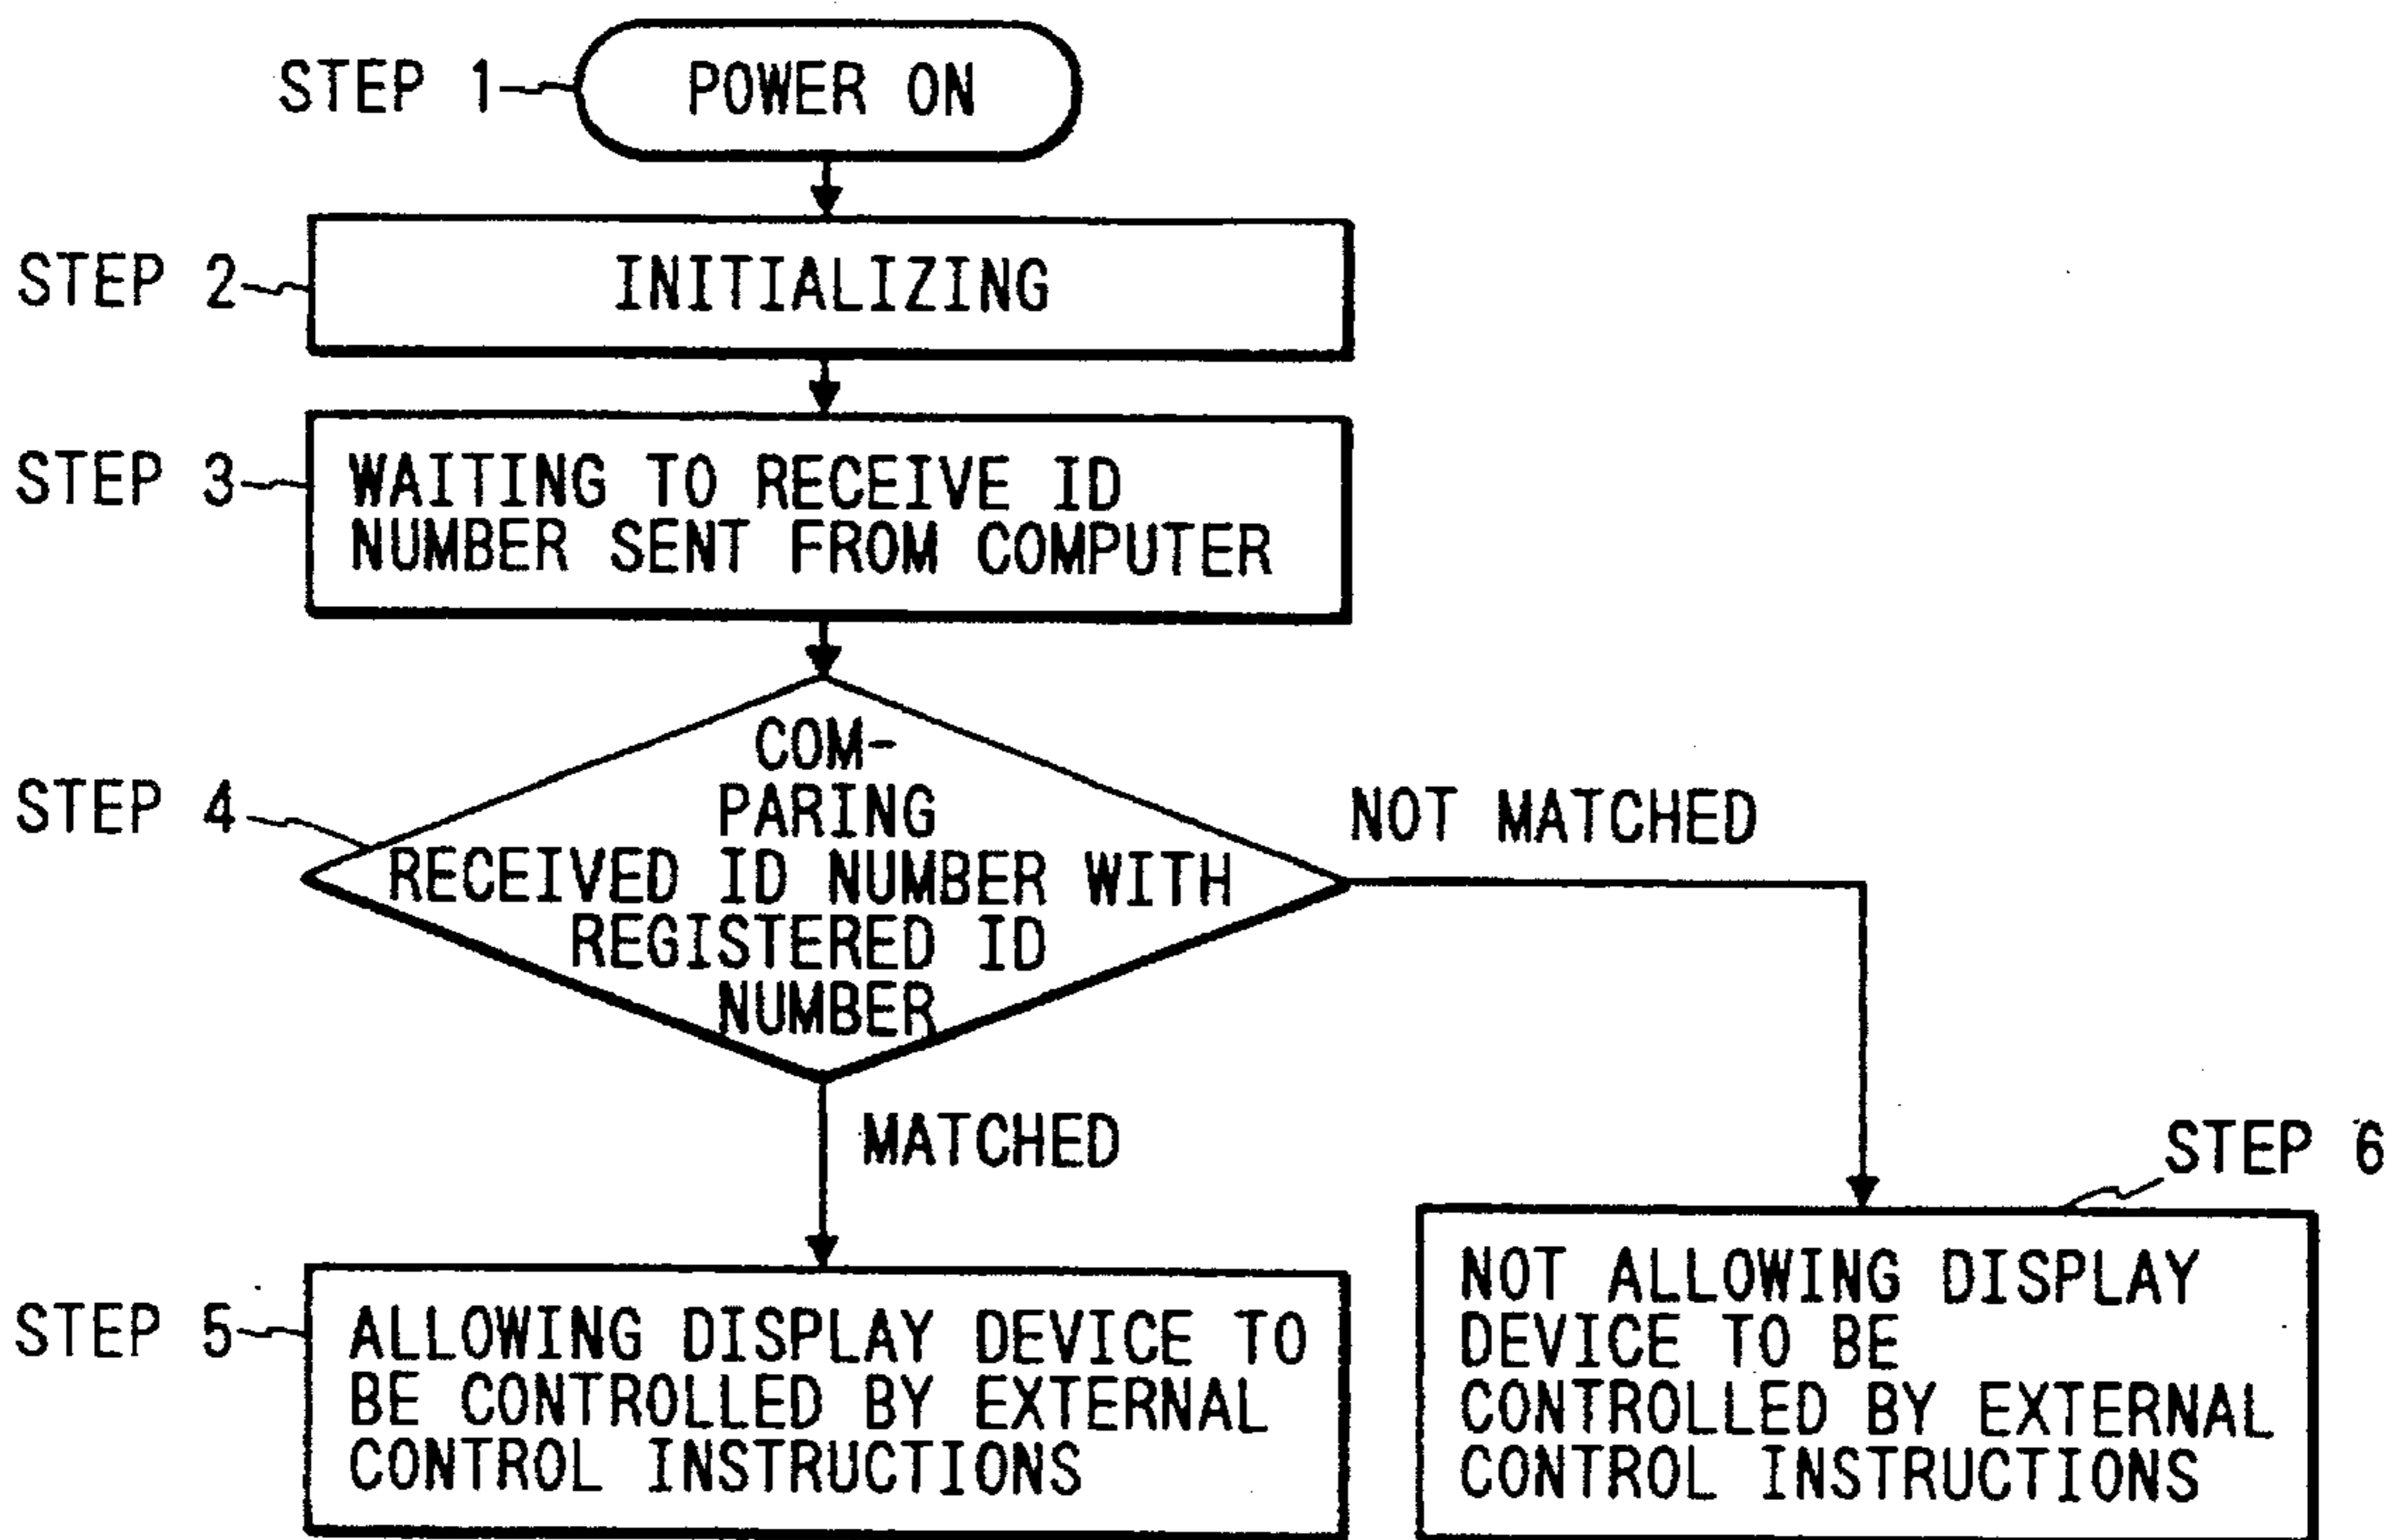 STEP 1
POWER ON
STEP 2
INITIALIZING
STEP 3
WAITING TO RECEIVE ID
NUMBER SENT FROM COMPUTER
STEP 4
COM-
PARING
RECEIVED ID NUMBER WITH
REGISTERED ID
NUMBER
NOT MATCHED
MATCHED
STEP 5
ALLOWING DISPLAY DEVICE TO
BE CONTROLLED BY EXTERNAL
CONTROL INSTRUCTIONS
STEP 6
NOT ALLOWING DISPLAY
DEVICE TO BE
CONTROLLED BY EXTERNAL
CONTROL INSTRUCTIONS